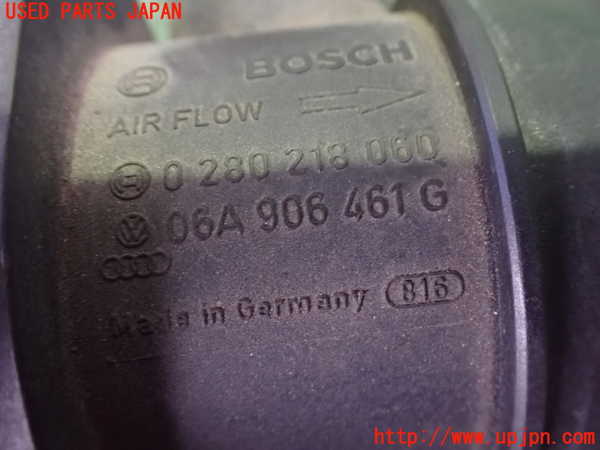 USED PARTS JAPAN
BOSCH
AIR FLOW
0 280 218 060
06A 906 461 G
Made in Germany 816
http://www.upjpn.com